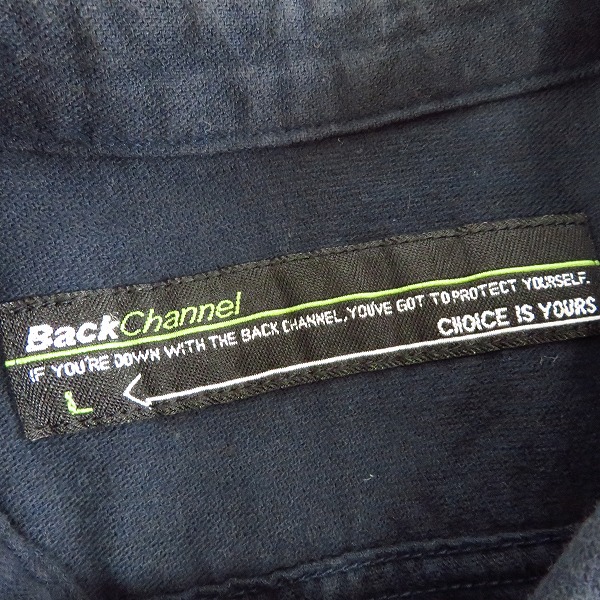 BackChannel
IF YOU'RE DOWN WITH THE BACK CHANNEL, YOU'VE GOT TO PROTECT YOURSELF.
CHOICE IS YOURS
L